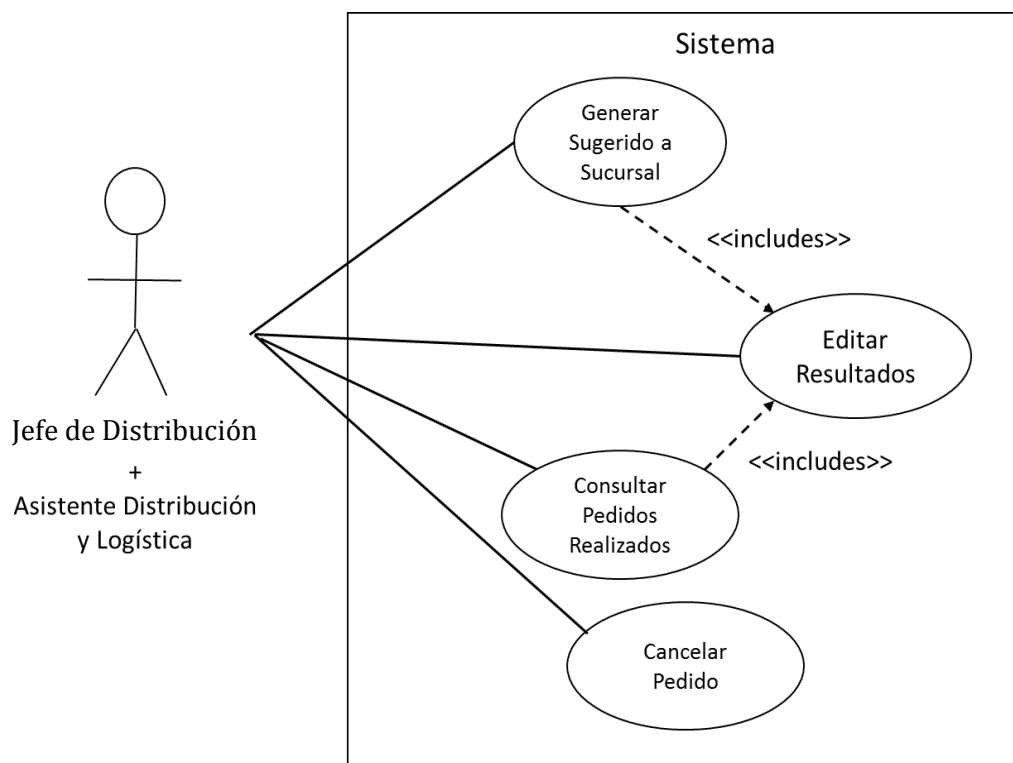 Sistema
Generar
Sugerido a
Sucursal
<<includes>>
Editar
Resultados
Jefe de Distribución
+
Asistente Distribución
y Logística
<<includes>>
Consultar
Pedidos
Realizados
Cancelar
Pedido